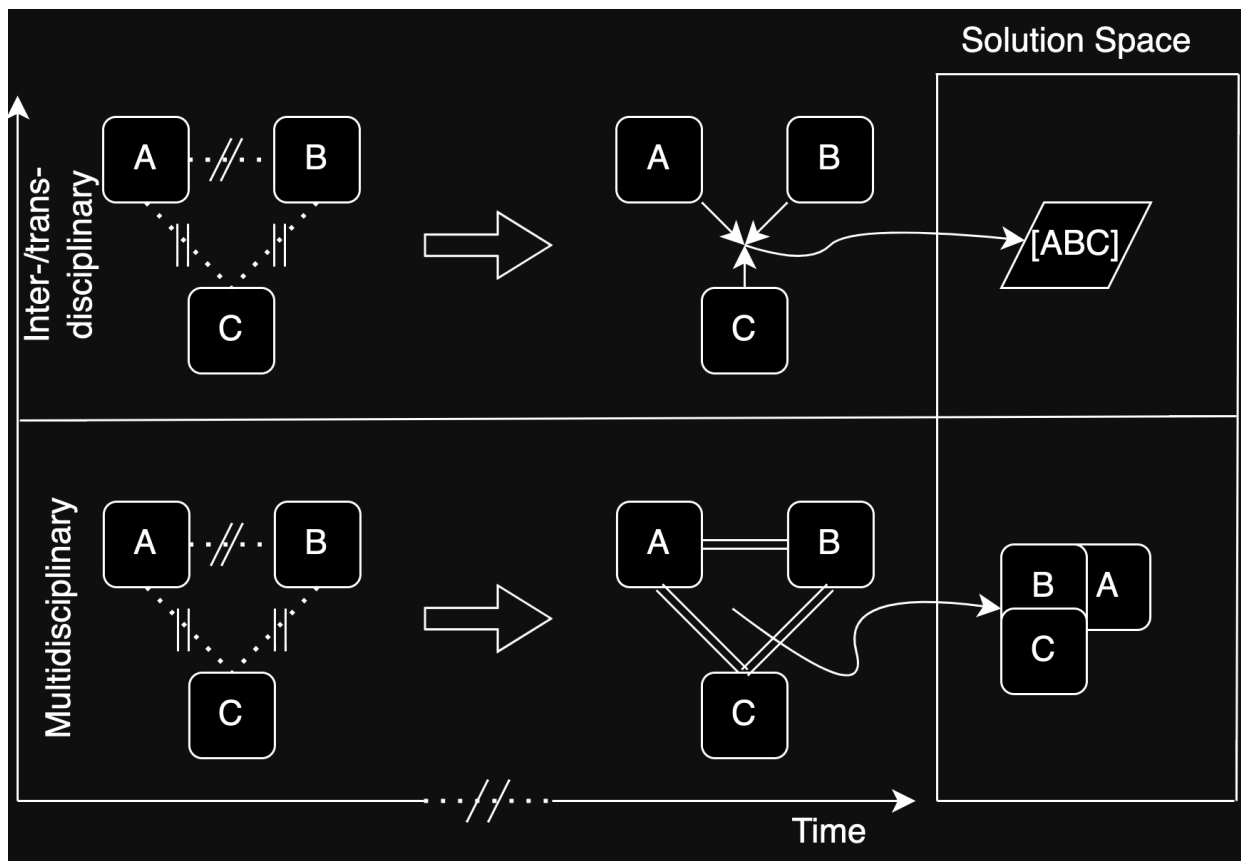 Solution Space
Inter-/trans-
disciplinary
A
B
C
A
B
C
[ABC]
Multidisciplinary
A
B
C
A
B
C
B
A
C
Time